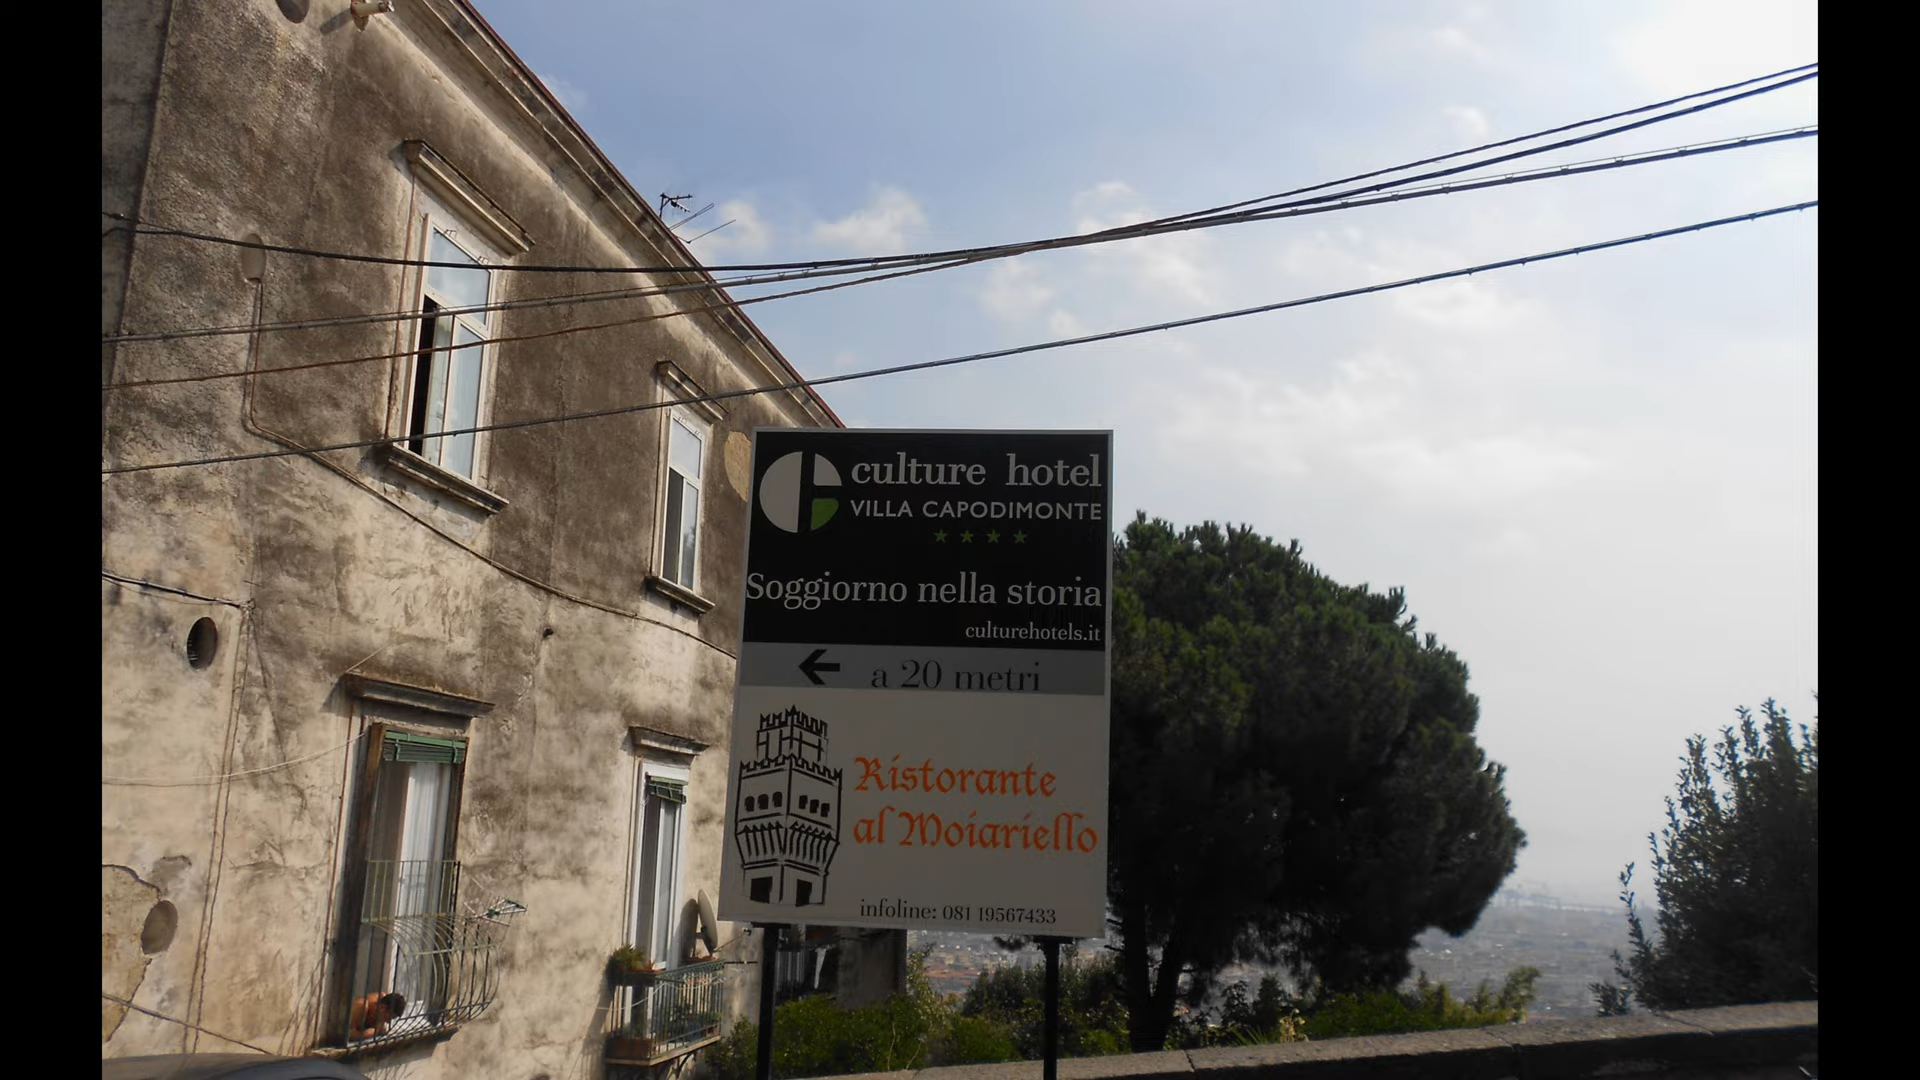 culture hotel
VILLA CAPODIMONTE
★★★★
Soggiorno nella storia
culturehotels.it
← a 20 metri
Ristorante
al Moiariello
infoline: 081 19567433